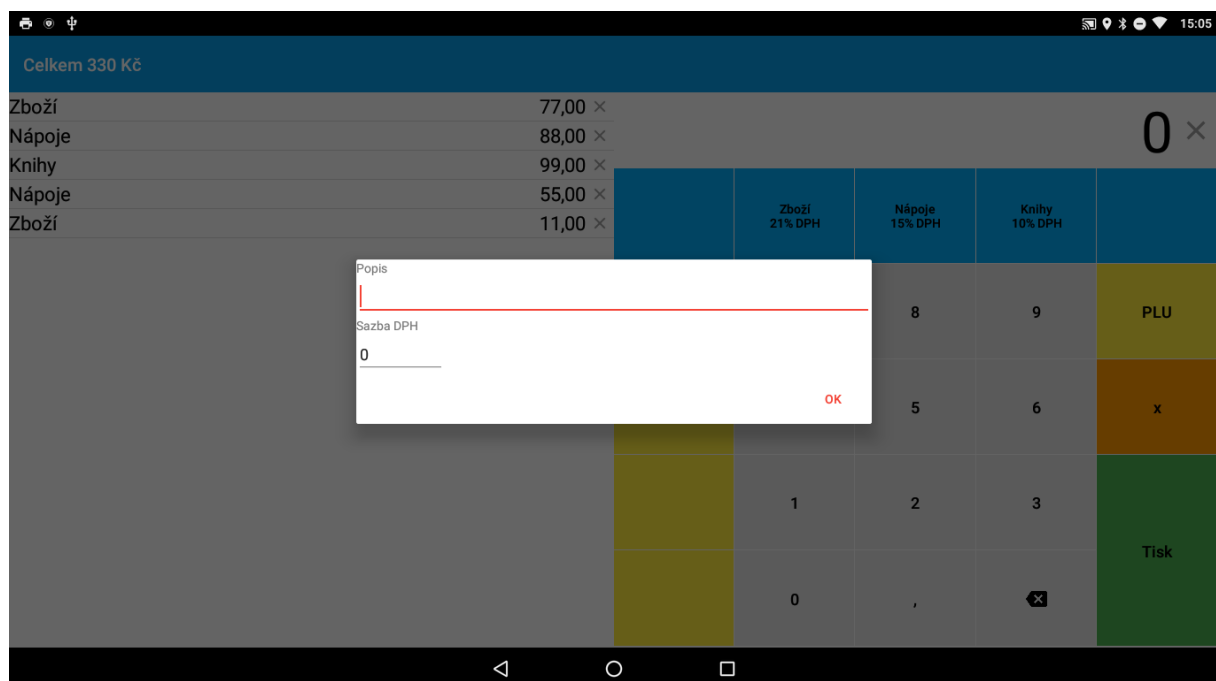 15:05
Celkem 330 Kč
Zboží 77,00 ×
Nápoje 88,00 ×
Knihy 99,00 ×
Nápoje 55,00 ×
Zboží 11,00 ×
0 ×
Zboží
21% DPH
Nápoje
15% DPH
Knihy
10% DPH
Popis
Sazba DPH
0
OK
8 9 PLU
5 6 x
1 2 3
Tisk
0 ,